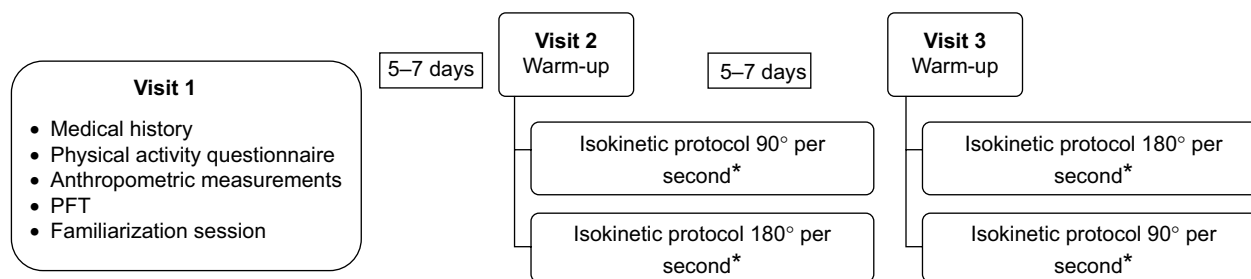 Visit 1
• Medical history
• Physical activity questionnaire
• Anthropometric measurements
• PFT
• Familiarization session
5–7 days
Visit 2
Warm-up
Isokinetic protocol 90° per
second*
Isokinetic protocol 180° per
second*
5–7 days
Visit 3
Warm-up
Isokinetic protocol 180° per
second*
Isokinetic protocol 90° per
second*